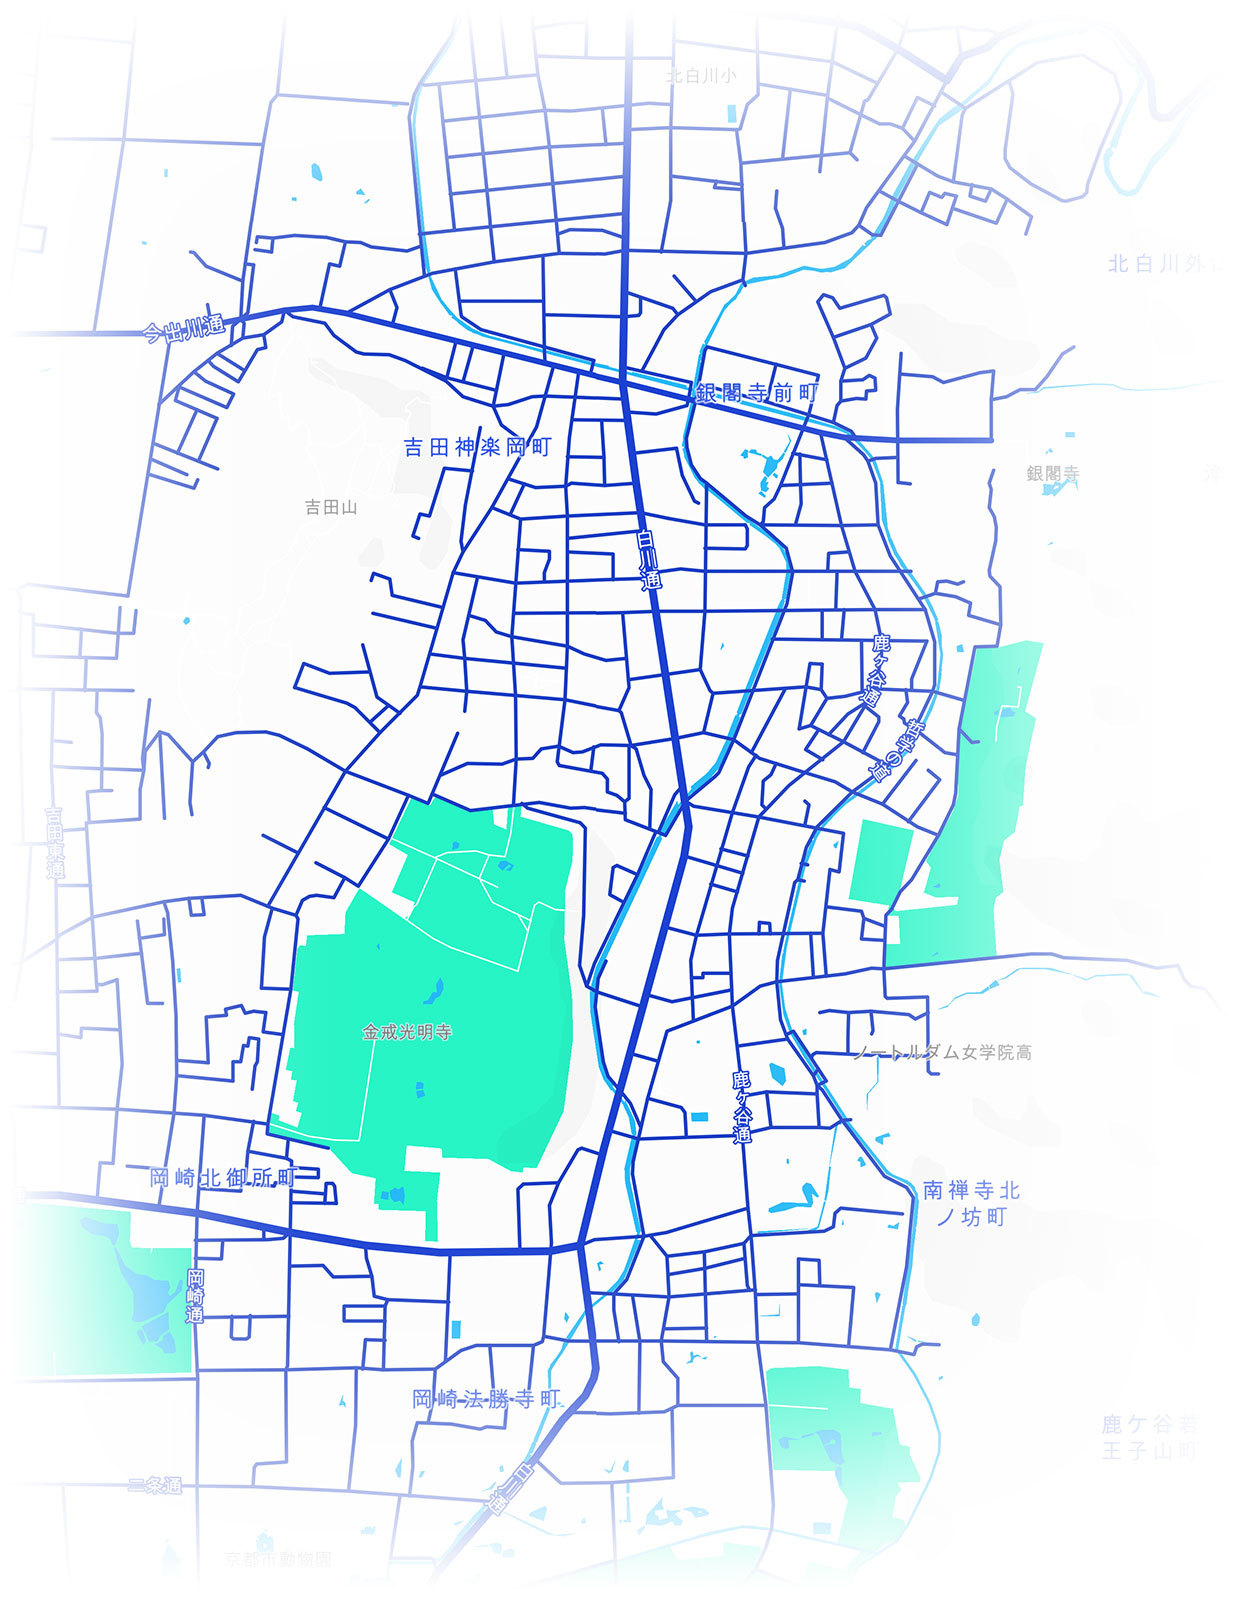 北白川小
北白川外山
今出川通
銀閣寺前町
吉田神楽岡町
銀閣寺
浄
吉田山
白川通
鹿ヶ谷通
哲学の道
吉田東通
金戒光明寺
ノートルダム女学院高
鹿ヶ谷通
岡崎北御所町
南禅寺北
ノ坊町
岡崎通
岡崎法勝寺町
鹿ケ谷若
王子山町
二条通
白川通
京都市動物園